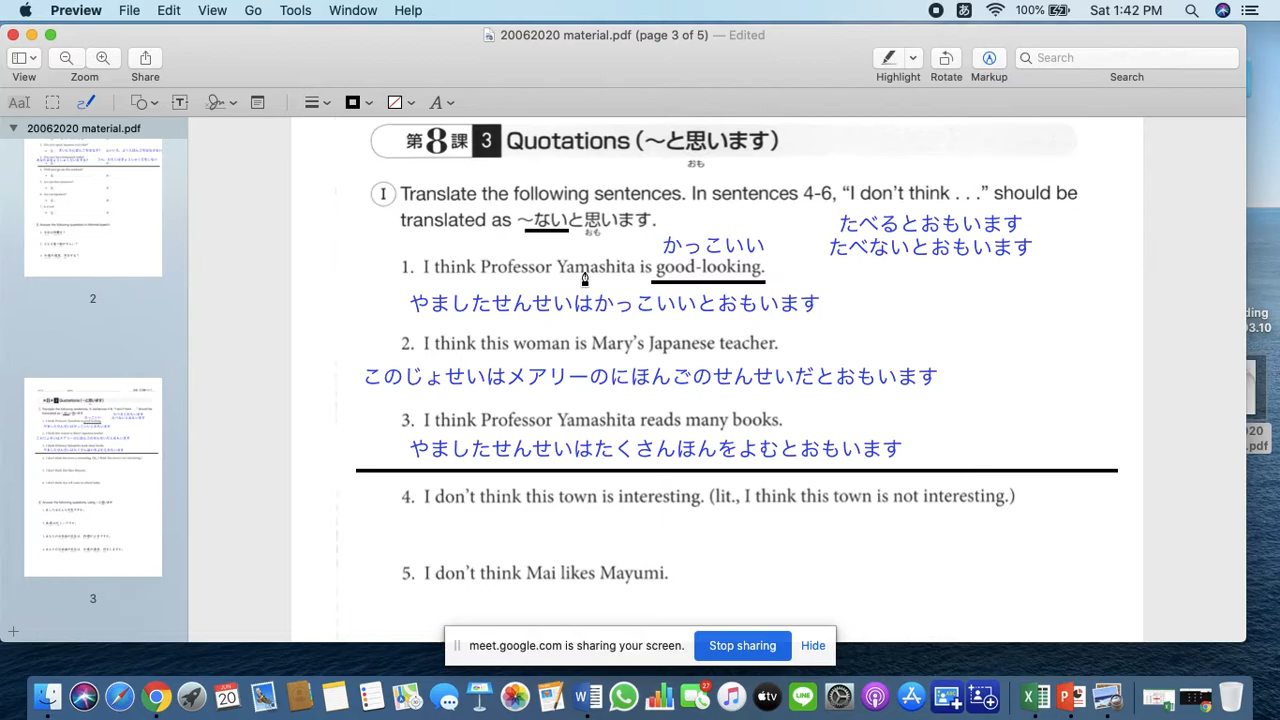 Preview File Edit View Go Tools Window Help 100% Sat 1:42 PM
20062020 material.pdf (page 3 of 5) — Edited
View Zoom Share Highlight Rotate Markup Search
Search
20062020 material.pdf
2
3
第8課 3 Quotations (〜と思います)
おも
I Translate the following sentences. In sentences 4-6, “I don’t think . . .” should be
translated as 〜ないと思います.
おも
たべるとおもいます
たべないとおもいます
かっこいい
1. I think Professor Yamashita is good-looking.
やましたせんせいはかっこいいとおもいます
2. I think this woman is Mary’s Japanese teacher.
このじょせいはメアリーのにほんごのせんせいだとおもいます
3. I think Professor Yamashita reads many books.
やましたせんせいはたくさんほんをよむとおもいます
4. I don’t think this town is interesting. (lit., I think this town is not interesting.)
5. I don’t think Mai likes Mayumi.
meet.google.com is sharing your screen. Stop sharing Hide